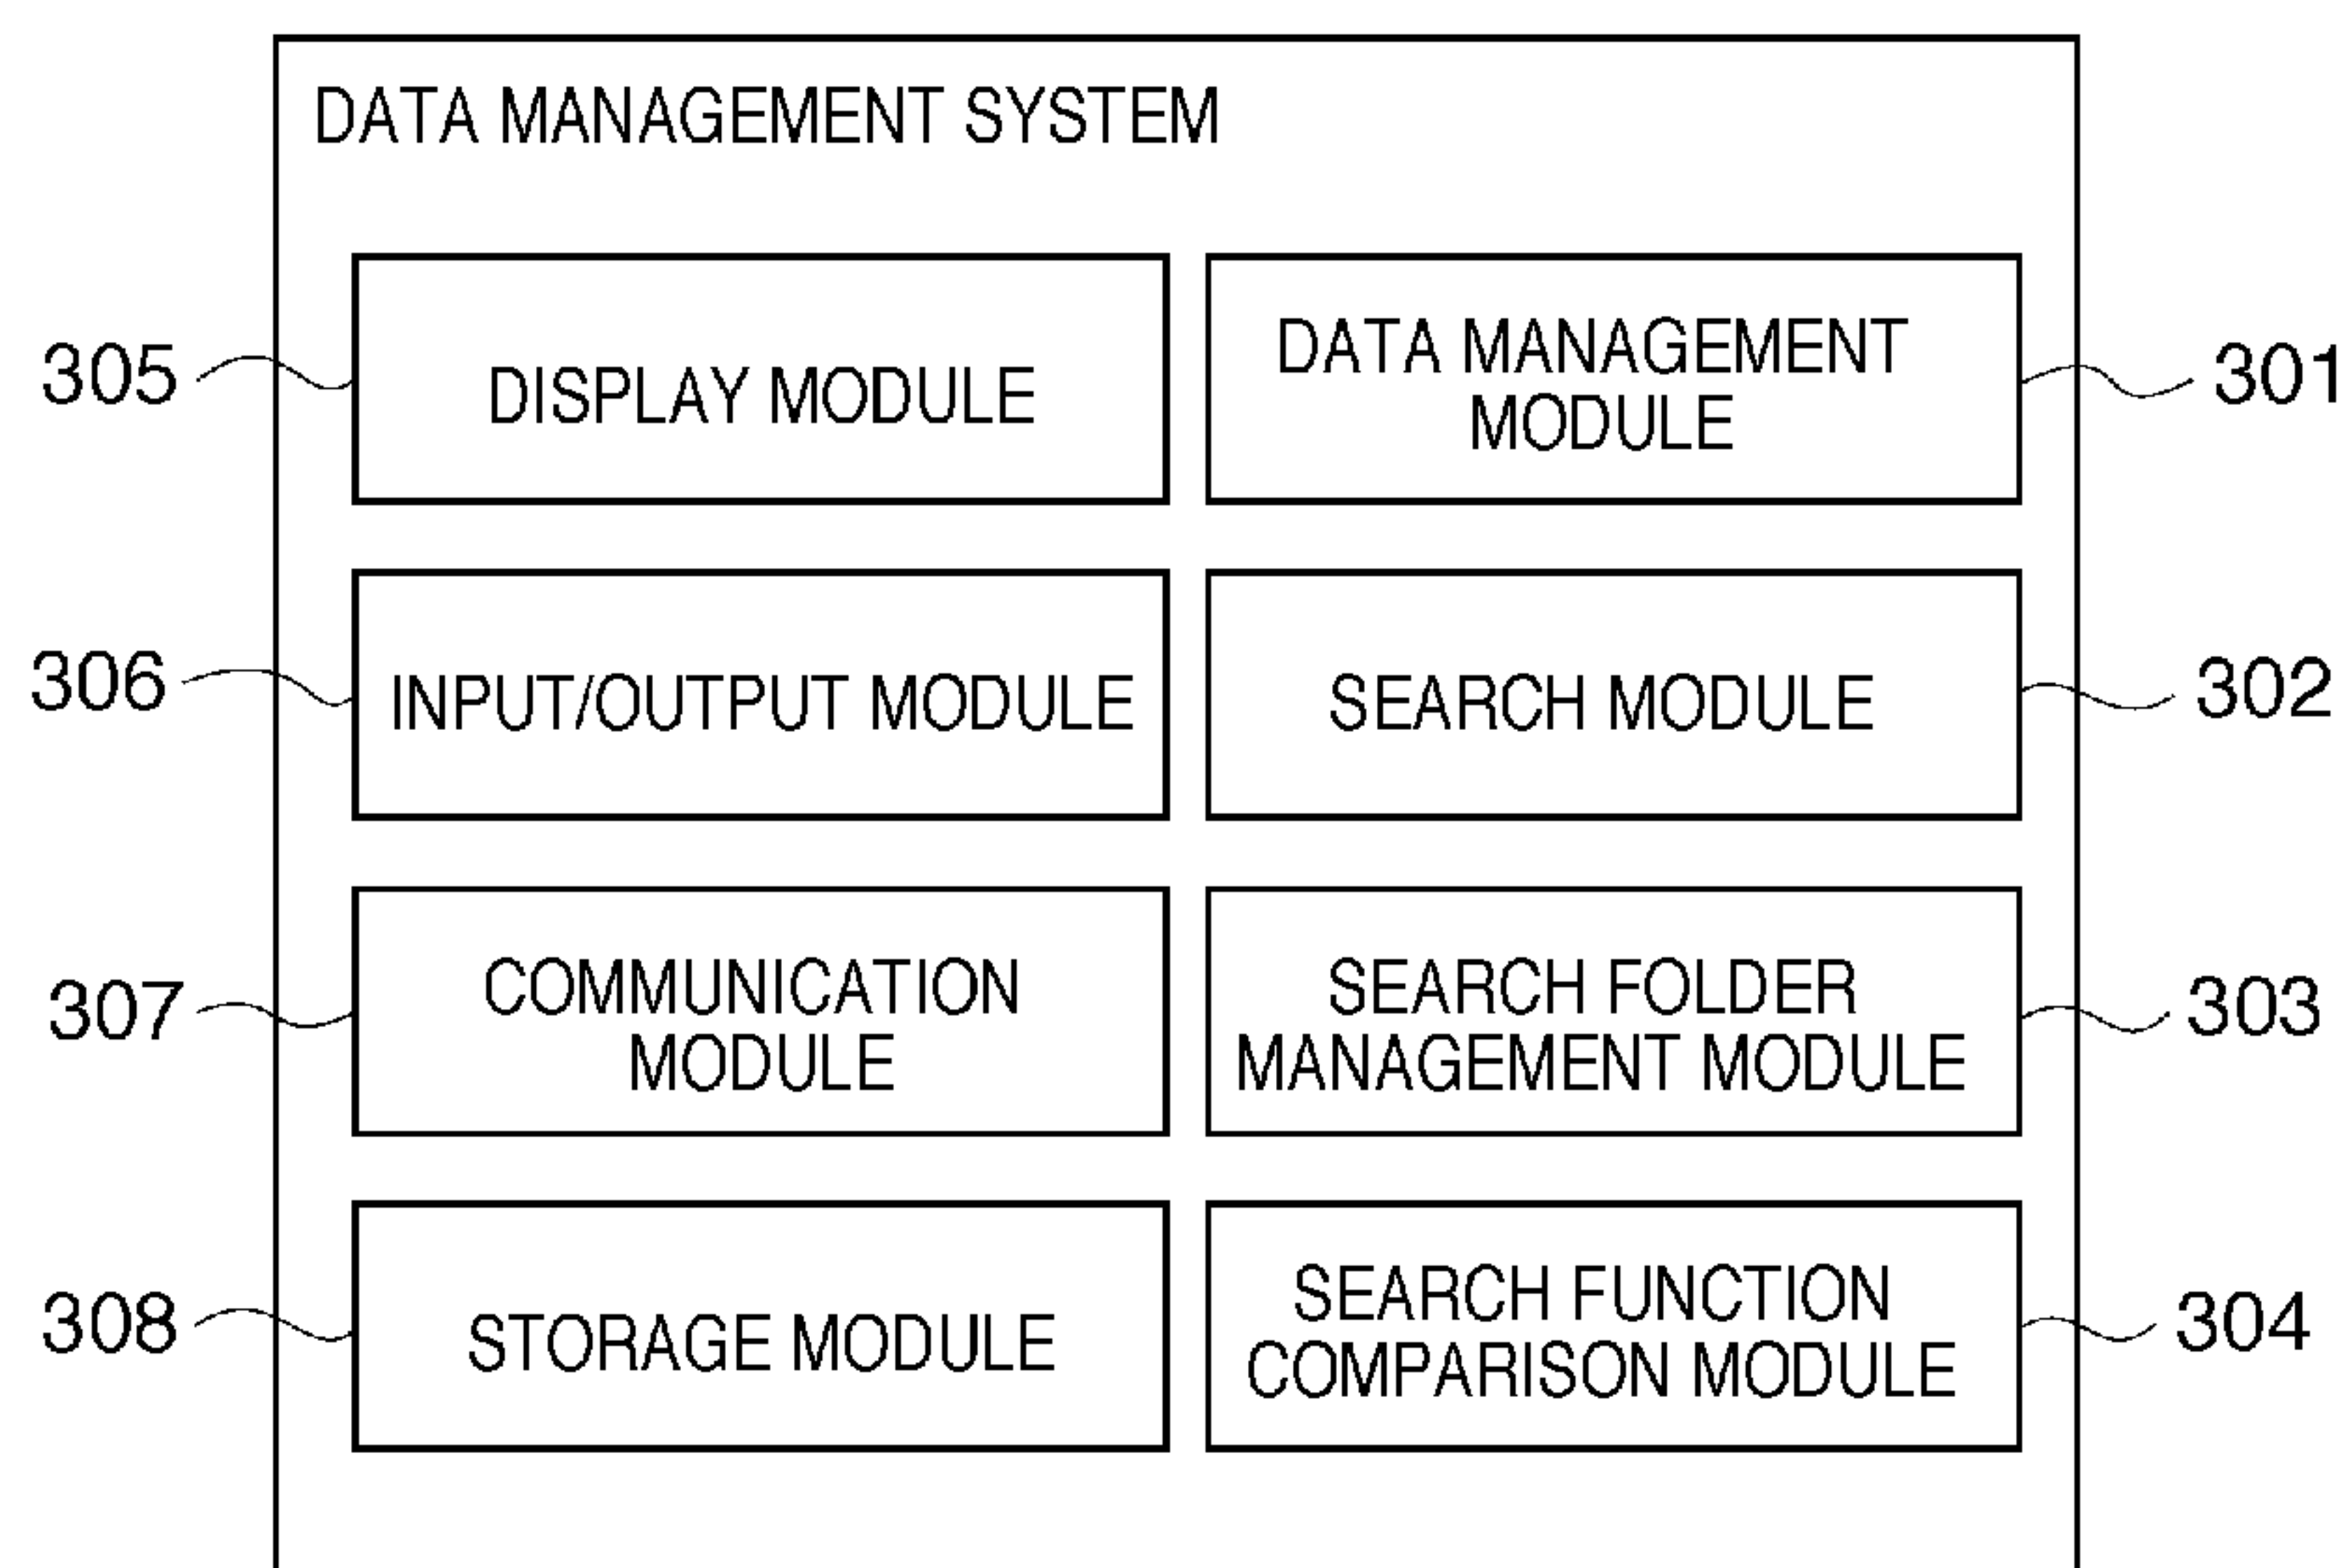 DATA MANAGEMENT SYSTEM
305
DISPLAY MODULE
DATA MANAGEMENT
MODULE
301
306
INPUT/OUTPUT MODULE
SEARCH MODULE
302
307
COMMUNICATION
MODULE
SEARCH FOLDER
MANAGEMENT MODULE
303
308
STORAGE MODULE
SEARCH FUNCTION
COMPARISON MODULE
304